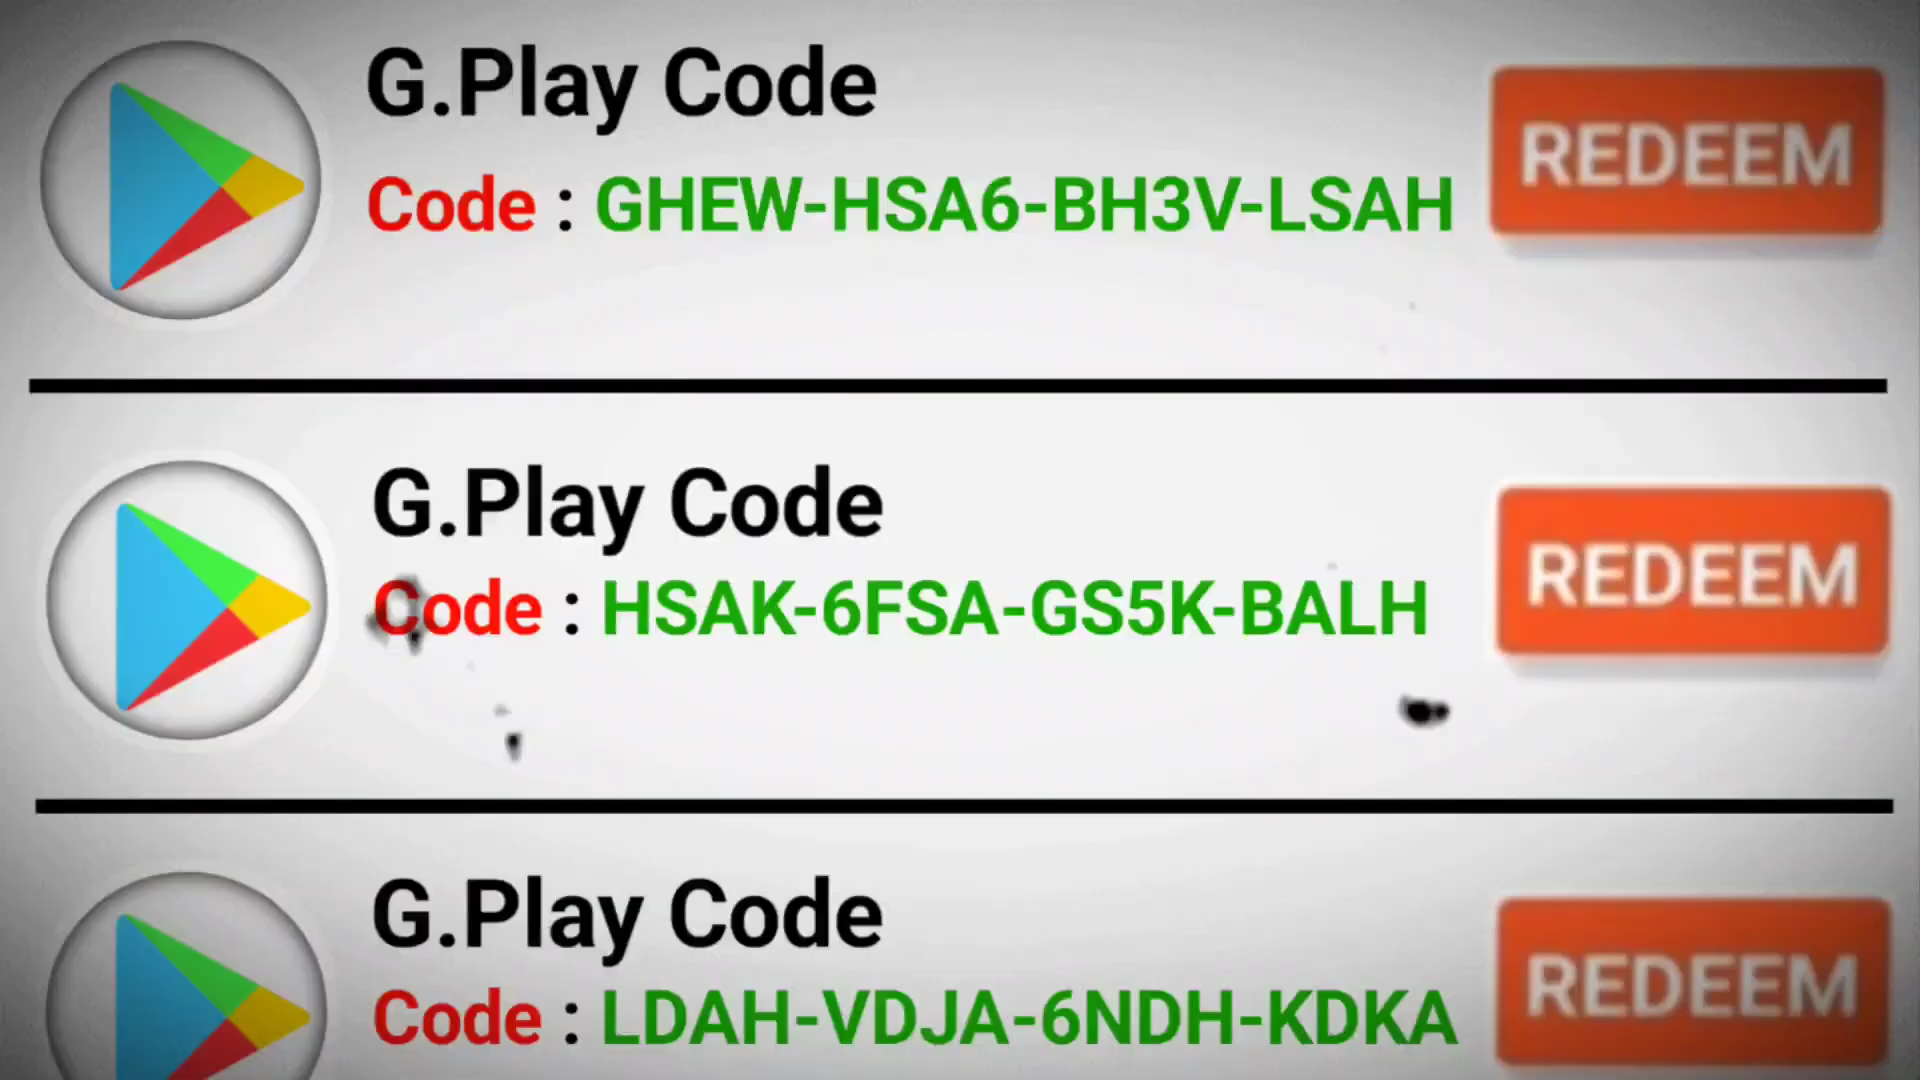 G.Play Code
Code : GHEW-HSA6-BH3V-LSAH
REDEEM
G.Play Code
Code : HSAK-6FSA-GS5K-BALH
REDEEM
G.Play Code
Code : LDAH-VDJA-6NDH-KDKA
REDEEM